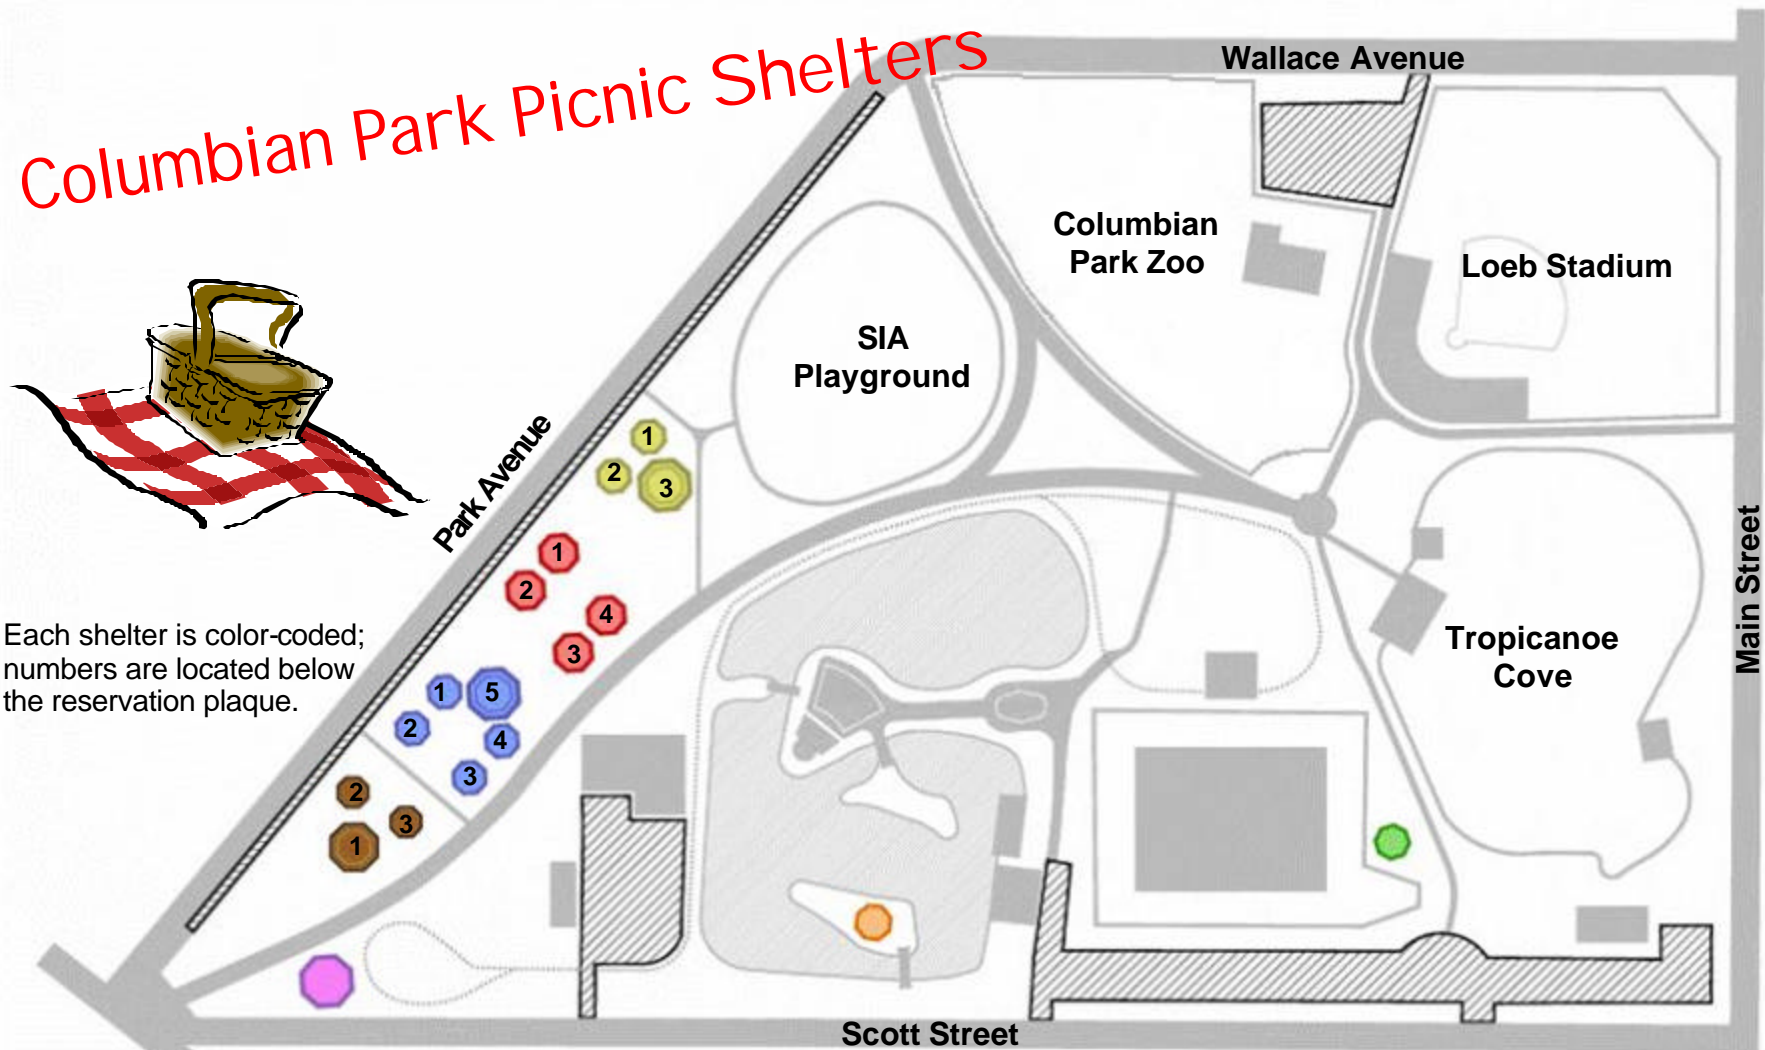 Columbian Park Picnic Shelters
Wallace Avenue
Columbian
Park Zoo
Loeb Stadium
SIA
Playground
Park Avenue
1
2
3
1
2
4
3
Each shelter is color-coded;
numbers are located below
the reservation plaque.
1
5
2
4
3
2
3
1
Tropicanoe
Cove
Main Street
Scott Street